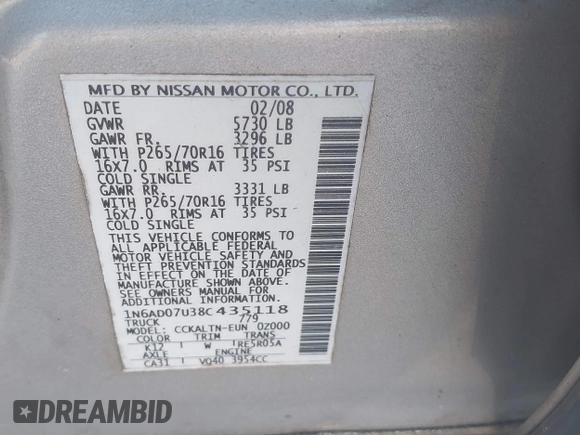 MFD BY NISSAN MOTOR CO., LTD.
DATE 02/08
GVWR 5730 LB
GAWR FR. 3296 LB
WITH P265/70R16 TIRES
16X7.0 RIMS AT 35 PSI
COLD SINGLE
GAWR RR. 3331 LB
WITH P265/70R16 TIRES
16X7.0 RIMS AT 35 PSI
COLD SINGLE
THIS VEHICLE CONFORMS TO
ALL APPLICABLE FEDERAL
MOTOR VEHICLE SAFETY AND
THEFT PREVENTION STANDARDS
IN EFFECT ON THE DATE OF
MANUFACTURE SHOWN ABOVE.
SEE OWNERS MANUAL FOR
ADDITIONAL INFORMATION
1N6AD07U38C435118
TRUCK 779
MODEL: CCKALTN-EUN 0Z000
COLOR TRIM TRANS
K12 W RE5R05A
AXLE ENGINE
CA31 VQ40 3954CC
DREAMBID